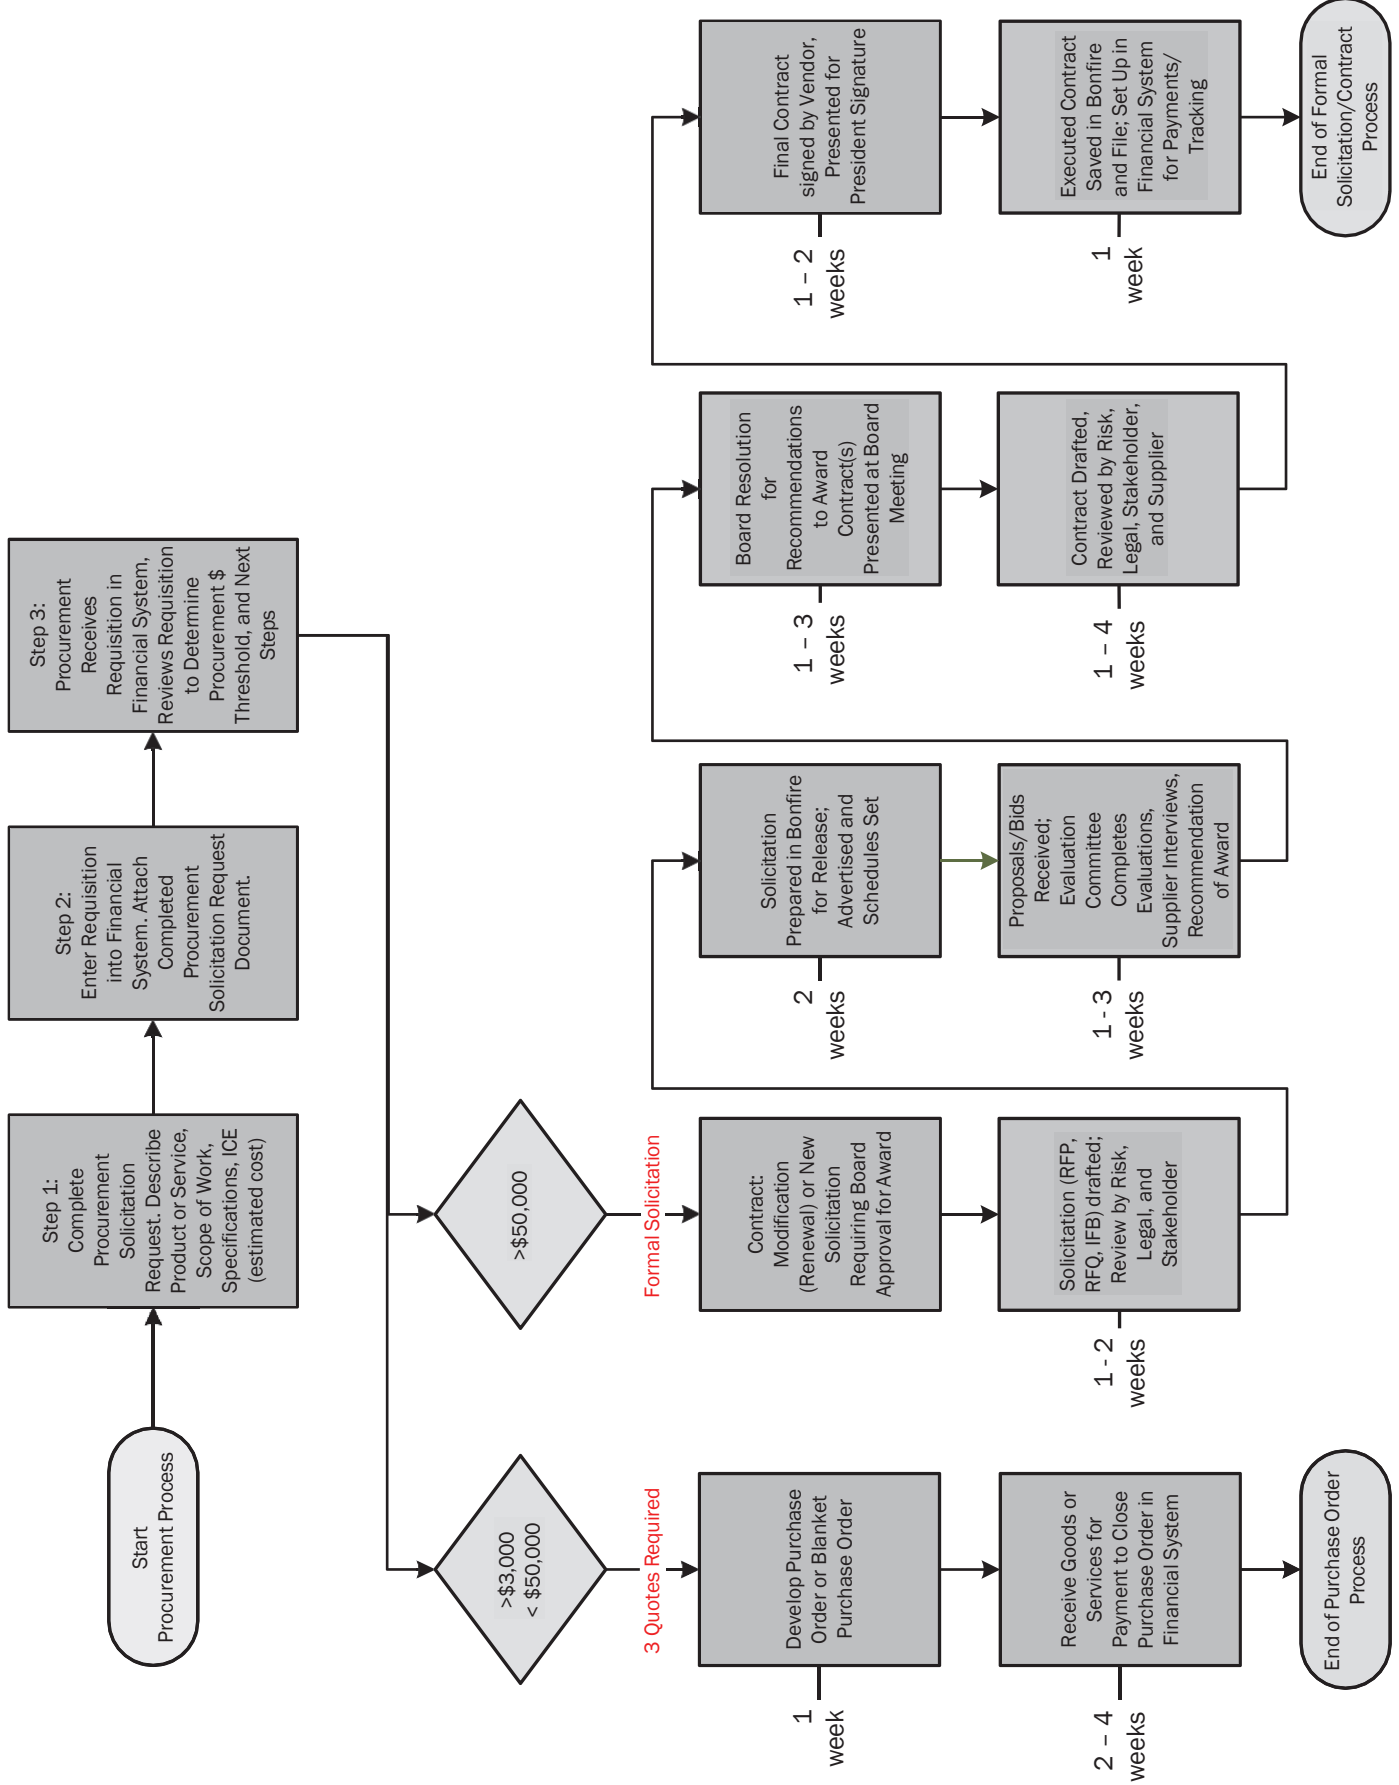 Start
Procurement Process
Step 1:
Complete
Procurement
Solicitation
Request. Describe
Product or Service,
Scope of Work,
Specifications, ICE
(estimated cost)
Step 2:
Enter Requisition
into Financial
System. Attach
Completed
Procurement
Solicitation Request
Document.
Step 3:
Procurement
Receives
Requisition in
Financial System,
Reviews Requisition
to Determine
Procurement $
Threshold, and Next
Steps
>$3,000
< $50,000
3 Quotes Required
1
week
Develop Purchase
Order or Blanket
Purchase Order
2 – 4
weeks
Receive Goods or
Services for
Payment to Close
Purchase Order in
Financial System
End of Purchase Order
Process
>$50,000
Formal Solicitation
Contract:
Modification
(Renewal) or New
Solicitation
Requiring Board
Approval for Award
1 - 2
weeks
Solicitation (RFP,
RFQ, IFB) drafted;
Review by Risk,
Legal, and
Stakeholder
2
weeks
Solicitation
Prepared in Bonfire
for Release;
Advertised and
Schedules Set
1 - 3
weeks
Proposals/Bids
Received;
Evaluation
Committee
Completes
Evaluations,
Supplier Interviews,
Recommendation
of Award
1 – 3
weeks
Board Resolution
for
Recommendations
to Award
Contract(s)
Presented at Board
Meeting
1 – 4
weeks
Contract Drafted,
Reviewed by Risk,
Legal, Stakeholder,
and Supplier
1 – 2
weeks
Final Contract
signed by Vendor,
Presented for
President Signature
1
week
Executed Contract
Saved in Bonfire
and File; Set Up in
Financial System
for Payments/
Tracking
End of Formal
Solicitation/Contract
Process